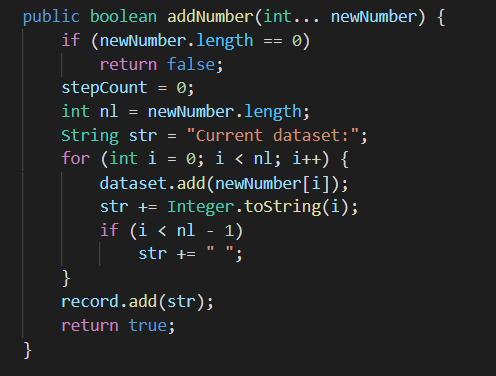 public boolean addNumber(int... newNumber) {
    if (newNumber.length == 0)
        return false;
    stepCount = 0;
    int nl = newNumber.length;
    String str = "Current dataset:";
    for (int i = 0; i < nl; i++) {
        dataset.add(newNumber[i]);
        str += Integer.toString(i);
        if (i < nl - 1)
            str += " ";
    }
    record.add(str);
    return true;
}